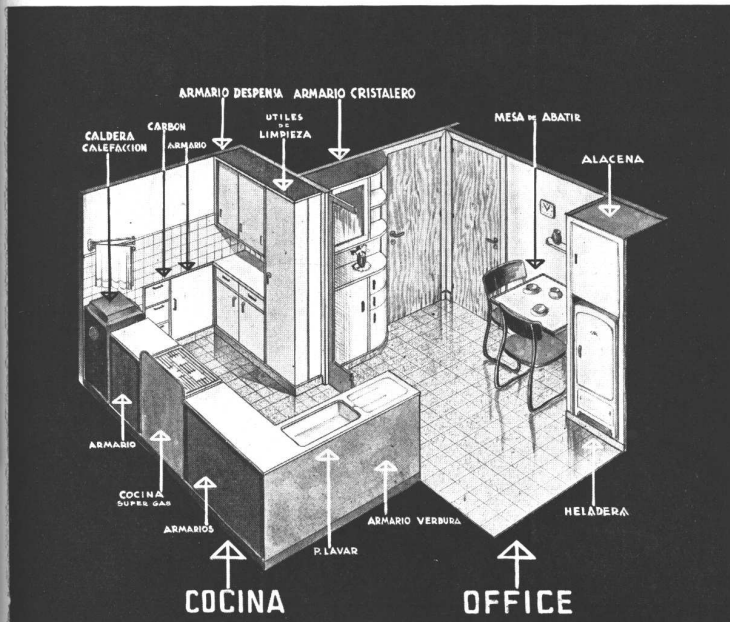 ARMARIO DESPENSA
ARMARIO CRISTALERO
UTILES
DE
LIMPIEZA
MESA DE ABATIR
CARBON
CALDERA
CALEFACCION
ARMARIO
ALACENA
ARMARIO
COCINA
SUPER GAS
ARMARIOS
P. LAVAR
ARMARIO VERBURA
HELADERA
COCINA
OFFICE